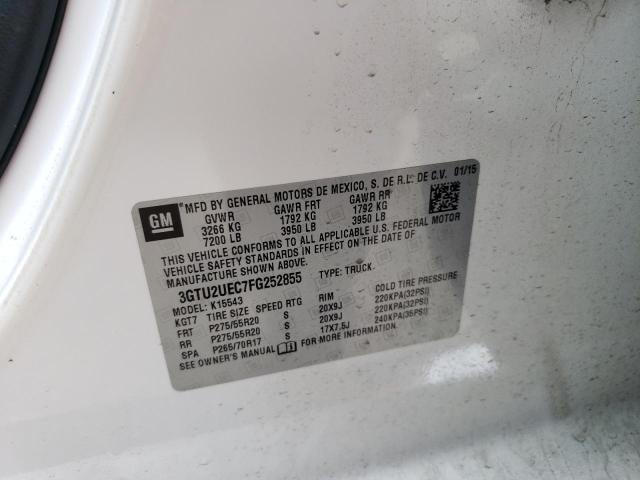 GM
MFD BY GENERAL MOTORS DE MEXICO, S. DE R.L. DE C.V. 01/15
GVWR GAWR FRT GAWR RR
3266 KG 1792 KG 1792 KG
7200 LB 3950 LB 3950 LB
THIS VEHICLE CONFORMS TO ALL APPLICABLE U.S. FEDERAL MOTOR
VEHICLE SAFETY STANDARDS IN EFFECT ON THE DATE OF
MANUFACTURE SHOWN ABOVE.
3GTU2UEC7FG252855 TYPE: TRUCK
MODEL: K15543
KGT7 TIRE SIZE SPEED RTG RIM COLD TIRE PRESSURE
FRT P275/55R20 S 20X9J 220KPA(32PSI)
RR P275/55R20 S 20X9J 220KPA(32PSI)
SPA P265/70R17 S 17X7.5J 240KPA(35PSI)
SEE OWNER'S MANUAL FOR MORE INFORMATION.